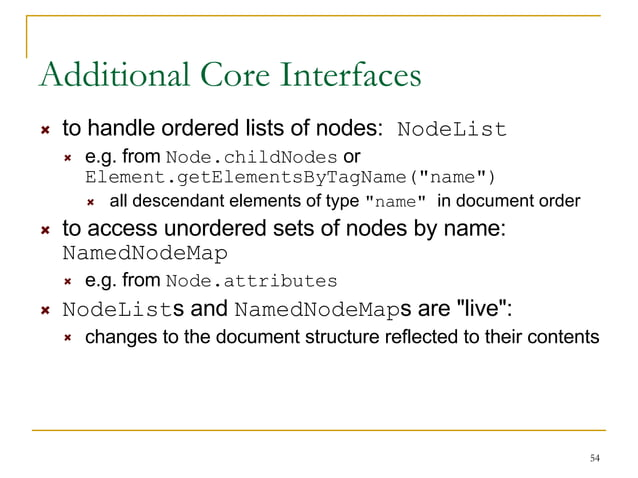 Additional Core Interfaces
to handle ordered lists of nodes: NodeList
e.g. from Node.childNodes or
Element.getElementsByTagName("name")
all descendant elements of type "name" in document order
to access unordered sets of nodes by name:
NamedNodeMap
e.g. from Node.attributes
NodeLists and NamedNodeMaps are "live":
changes to the document structure reflected to their contents
54